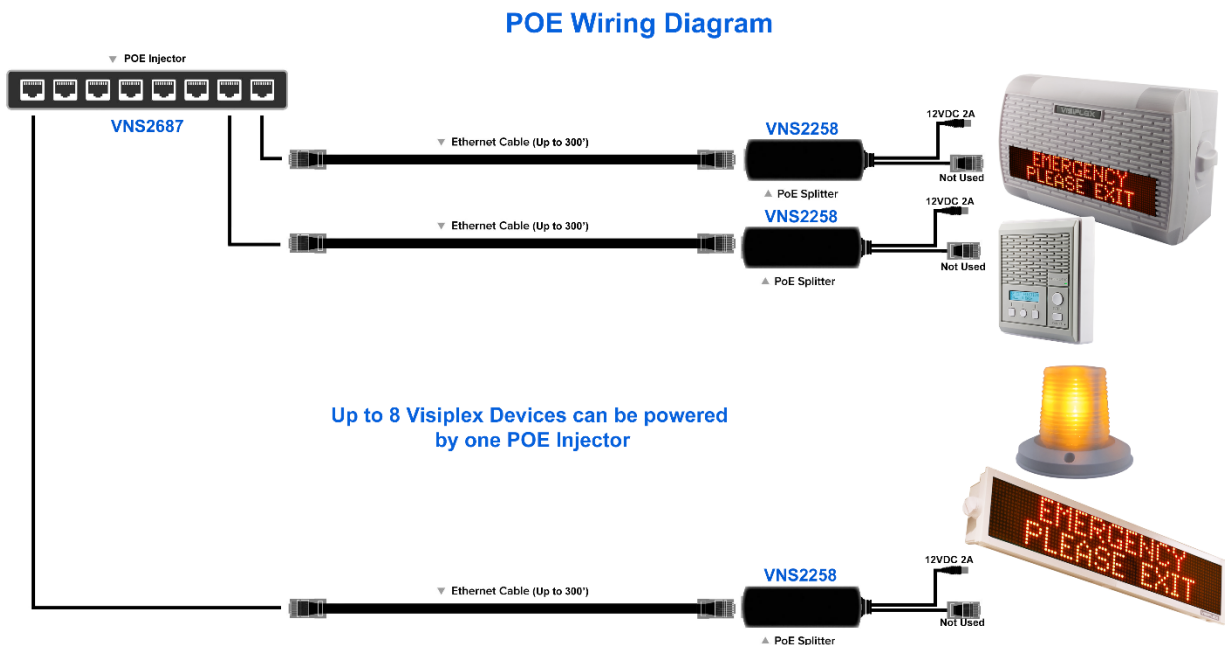 POE Wiring Diagram
▼ POE Injector
VNS2687
▼ Ethernet Cable (Up to 300')
VNS2258
▲ PoE Splitter
12VDC 2A
Not Used
VISIPLEX
EMERGENCY
PLEASE EXIT
▼ Ethernet Cable (Up to 300')
VNS2258
▲ PoE Splitter
12VDC 2A
Not Used
Up to 8 Visiplex Devices can be powered
by one POE Injector
EMERGENCY
PLEASE EXIT
▼ Ethernet Cable (Up to 300')
VNS2258
▲ PoE Splitter
12VDC 2A
Not Used